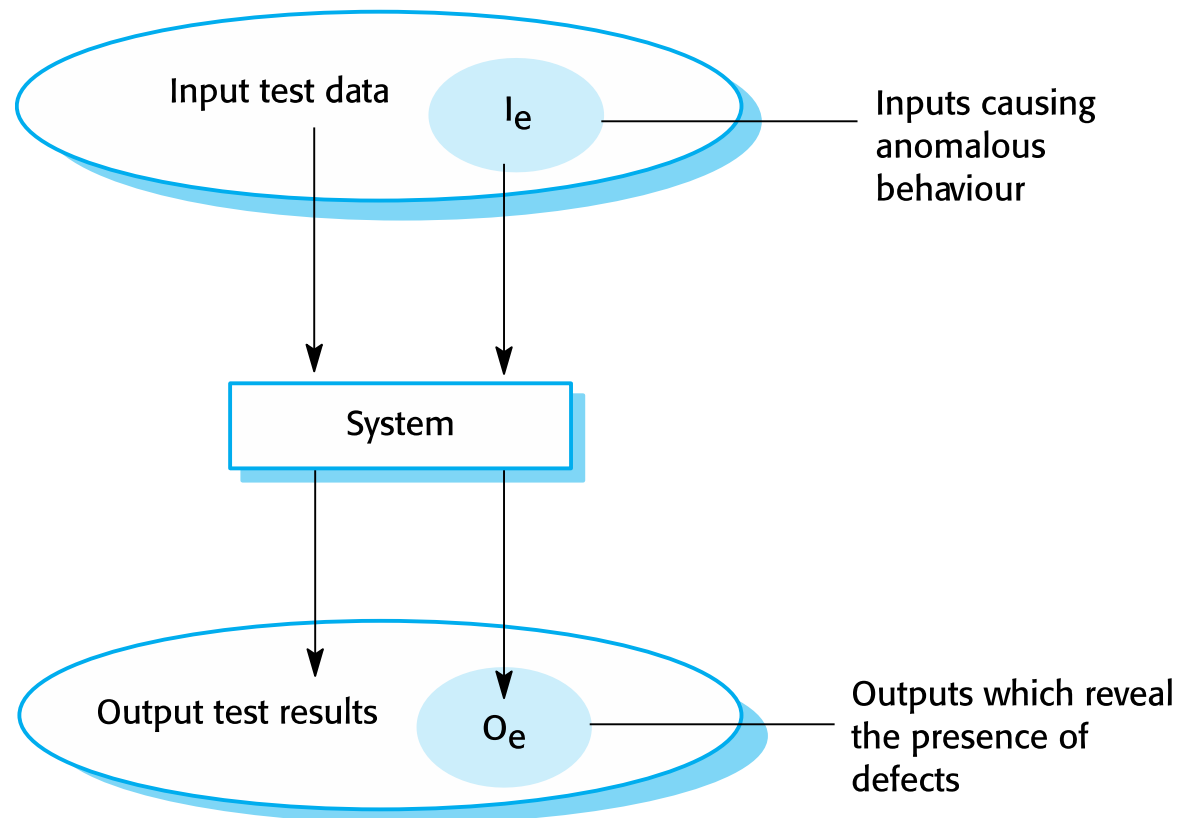 Input test data
Ie
Inputs causing
anomalous
behaviour
System
Output test results
Oe
Outputs which reveal
the presence of
defects